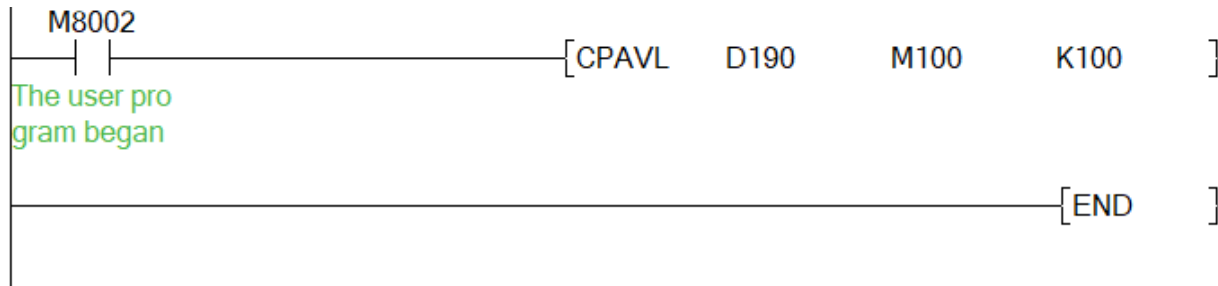 M8002
[CPAVL D190 M100 K100 ]
The user pro
gram began
[END ]